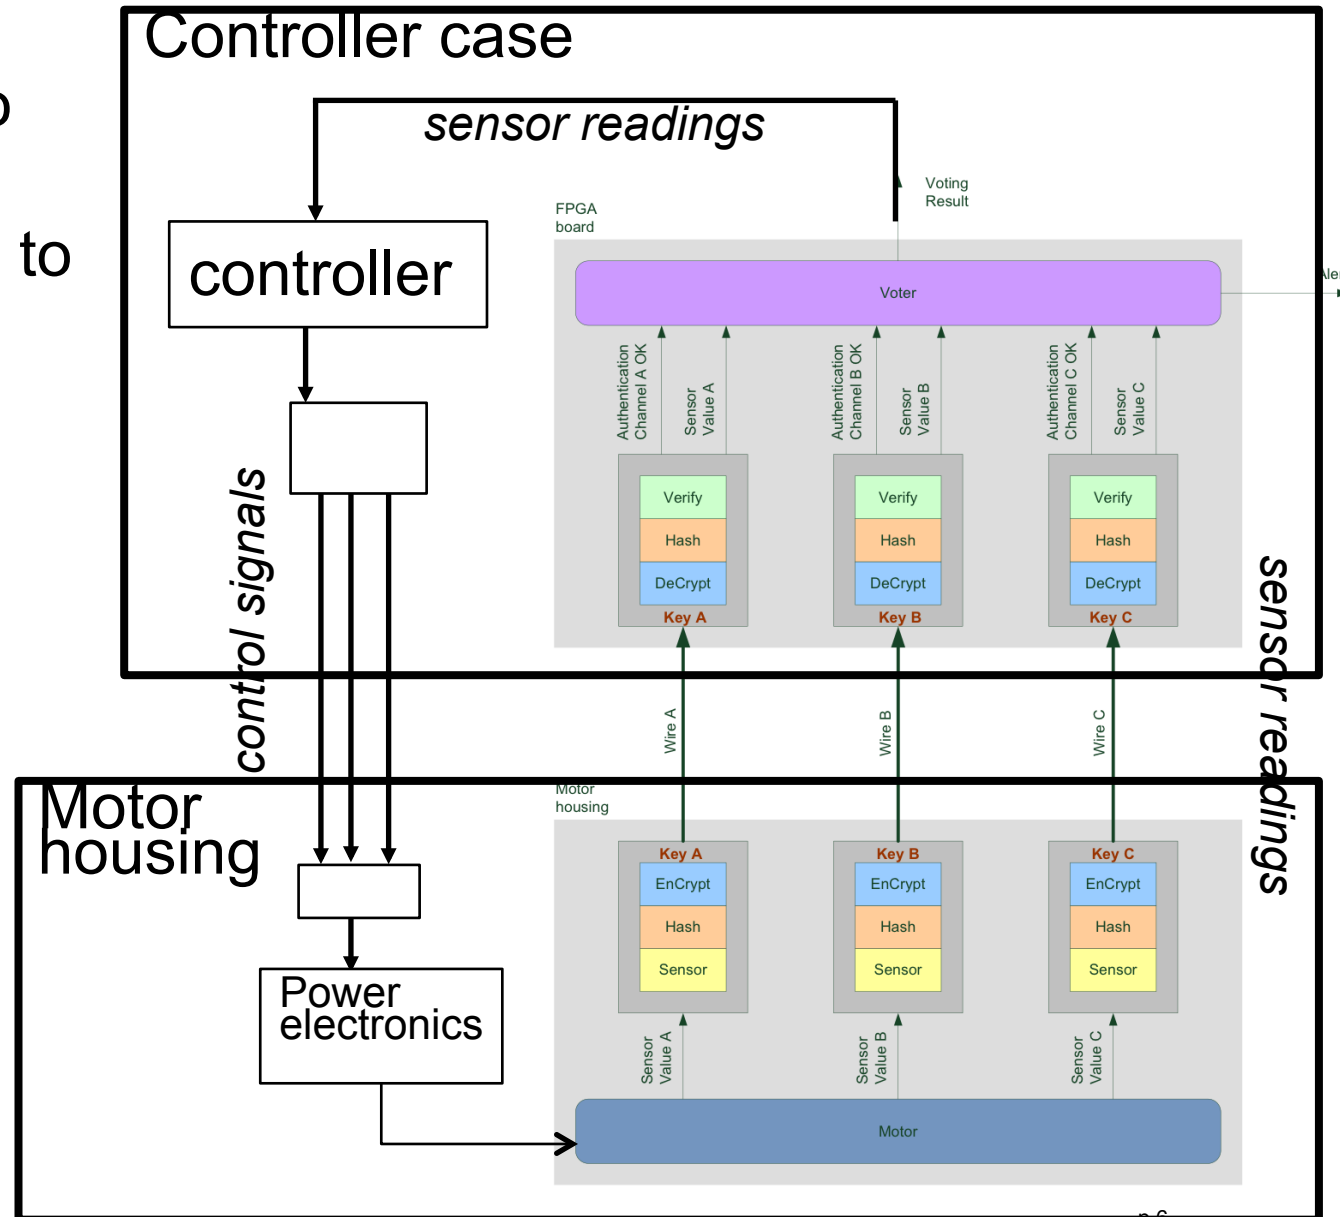 Controller case
to
sensor readings
Voting
Result
FPGA
board
controller
Voter
Authentication
Channel A OK
Sensor
Value A
Authentication
Channel B OK
Sensor
Value B
Authentication
Channel C OK
Sensor
Value C
Verify
Verify
Verify
Hash
Hash
Hash
DeCrypt
DeCrypt
DeCrypt
Key A
Key B
Key C
control signals
sensor readings
Wire A
Wire B
Wire C
Motor
housing
Motor
housing
Key A
Key B
Key C
EnCrypt
EnCrypt
EnCrypt
Hash
Hash
Hash
Sensor
Sensor
Sensor
Power
electronics
Sensor
Value A
Sensor
Value B
Sensor
Value C
Motor